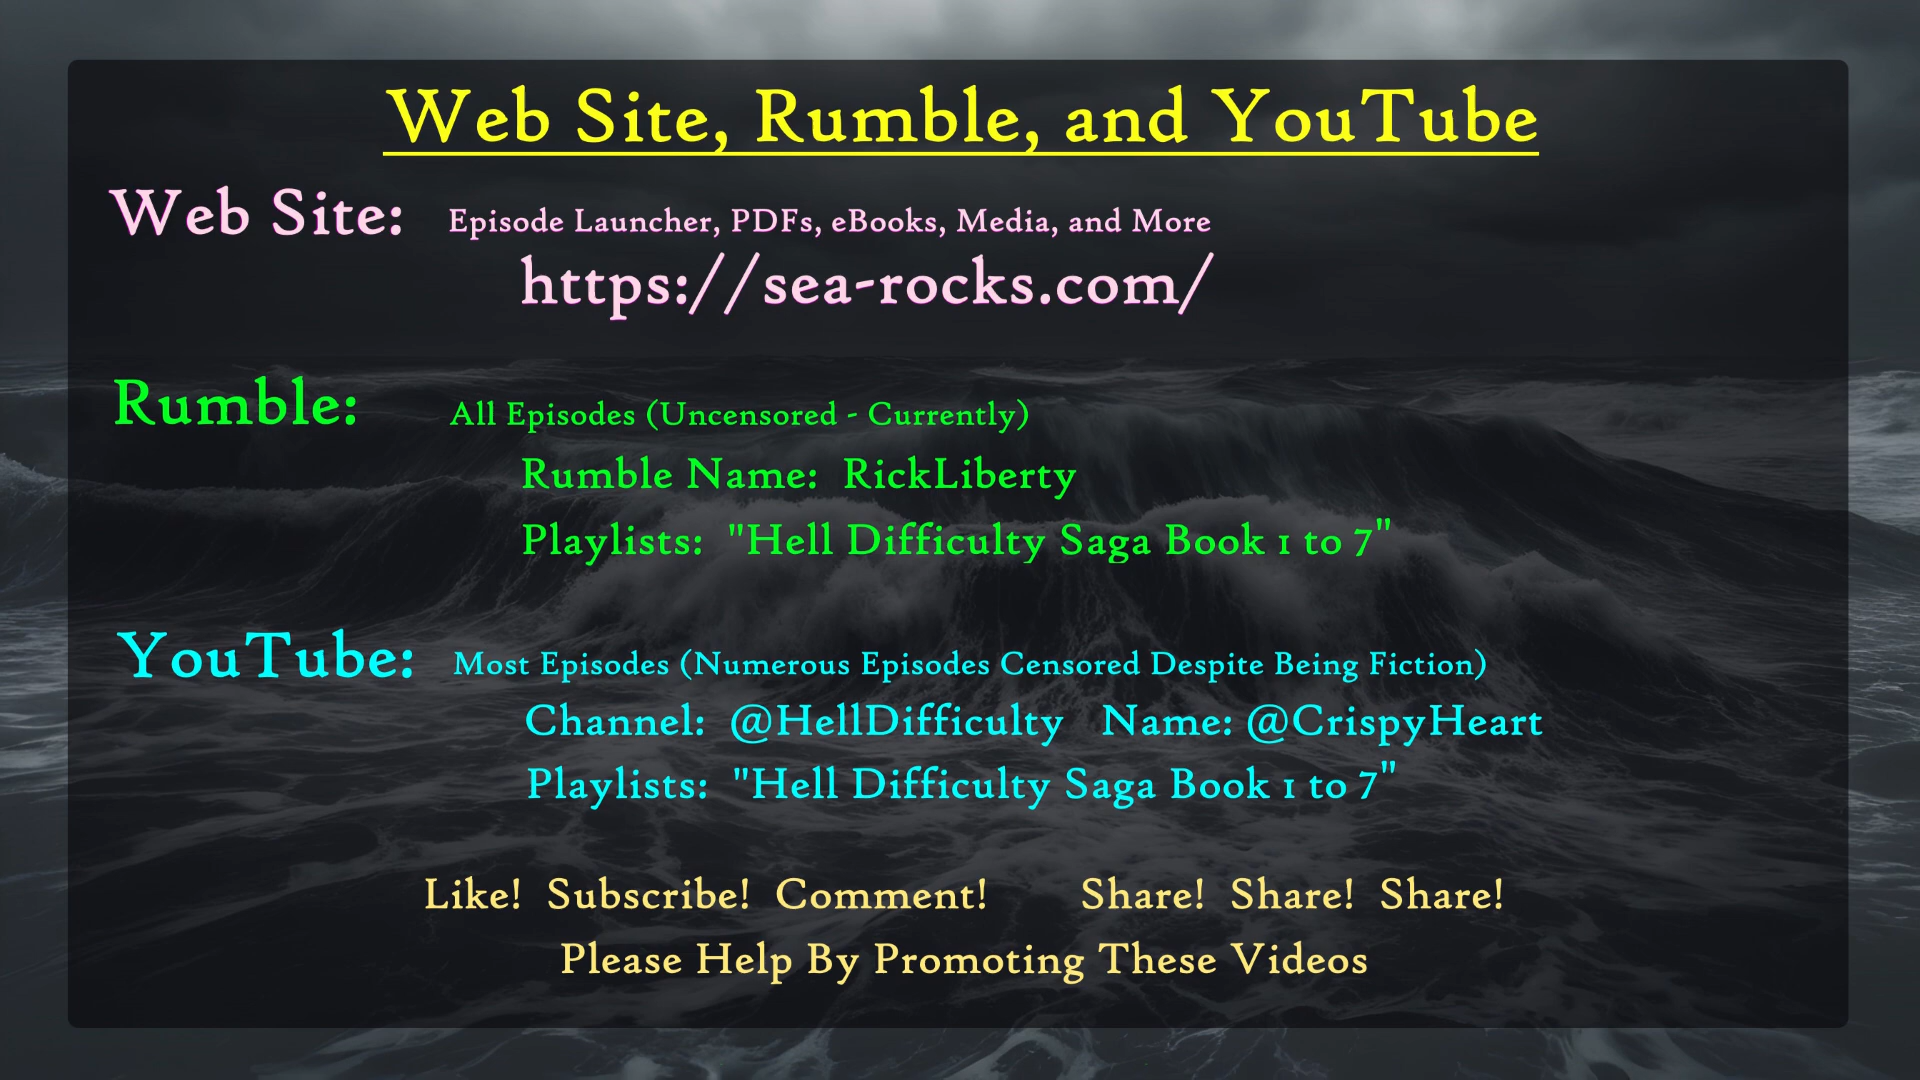 Web Site, Rumble, and YouTube
Web Site: Episode Launcher, PDFs, eBooks, Media, and More
https://sea-rocks.com/
Rumble: All Episodes (Uncensored - Currently)
Rumble Name: RickLiberty
Playlists: "Hell Difficulty Saga Book 1 to 7"
YouTube: Most Episodes (Numerous Episodes Censored Despite Being Fiction)
Channel: @HellDifficulty Name: @CrispyHeart
Playlists: "Hell Difficulty Saga Book 1 to 7"
Like! Subscribe! Comment! Share! Share! Share!
Please Help By Promoting These Videos